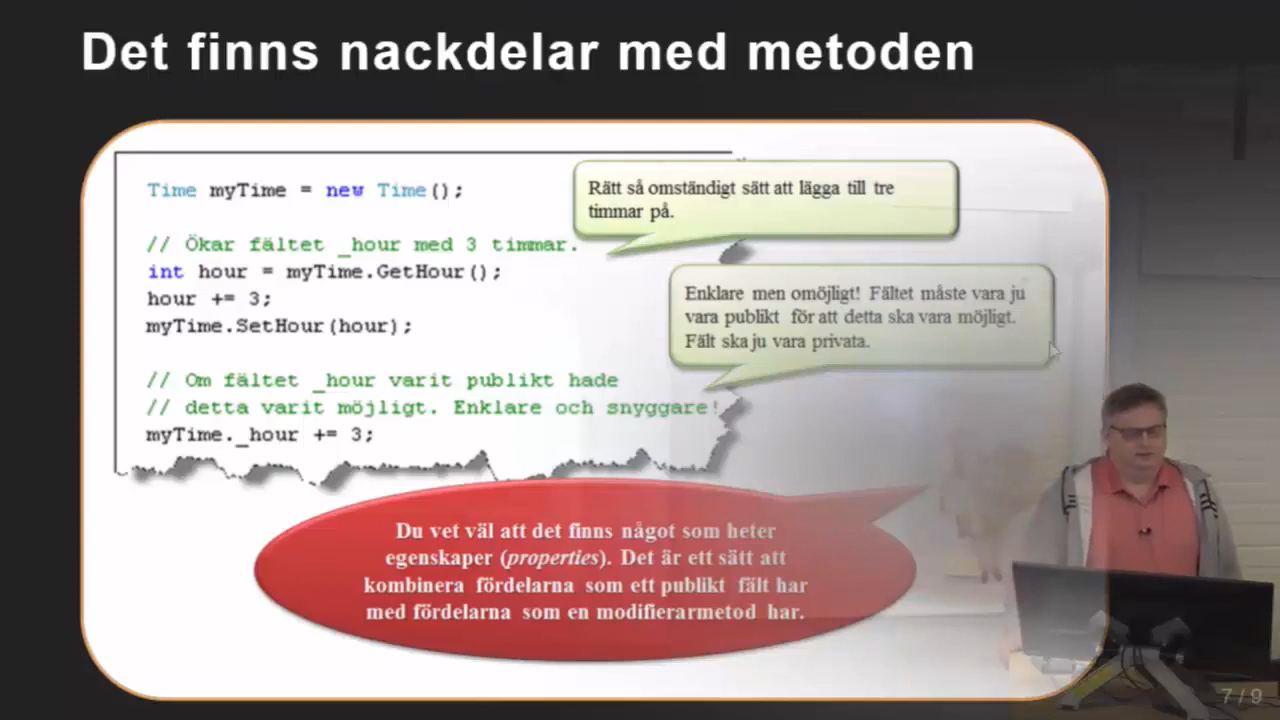 Det finns nackdelar med metoden
Time myTime = new Time();
Rätt så omständigt sätt att lägga till tre
timmar på.
// Ökar fältet _hour med 3 timmar.
int hour = myTime.GetHour();
hour += 3;
myTime.SetHour(hour);
Enklare men omöjligt! Fältet måste vara ju
vara publikt för att detta ska vara möjligt.
Fält ska ju vara privata.
// Om fältet _hour varit publikt hade
// detta varit möjligt. Enklare och snyggare!
myTime._hour += 3;
Du vet väl att det finns något som heter
egenskaper (properties). Det är ett sätt att
kombinera fördelarna som ett publikt fält har
med fördelarna som en modifierarmetod har.
7 / 9